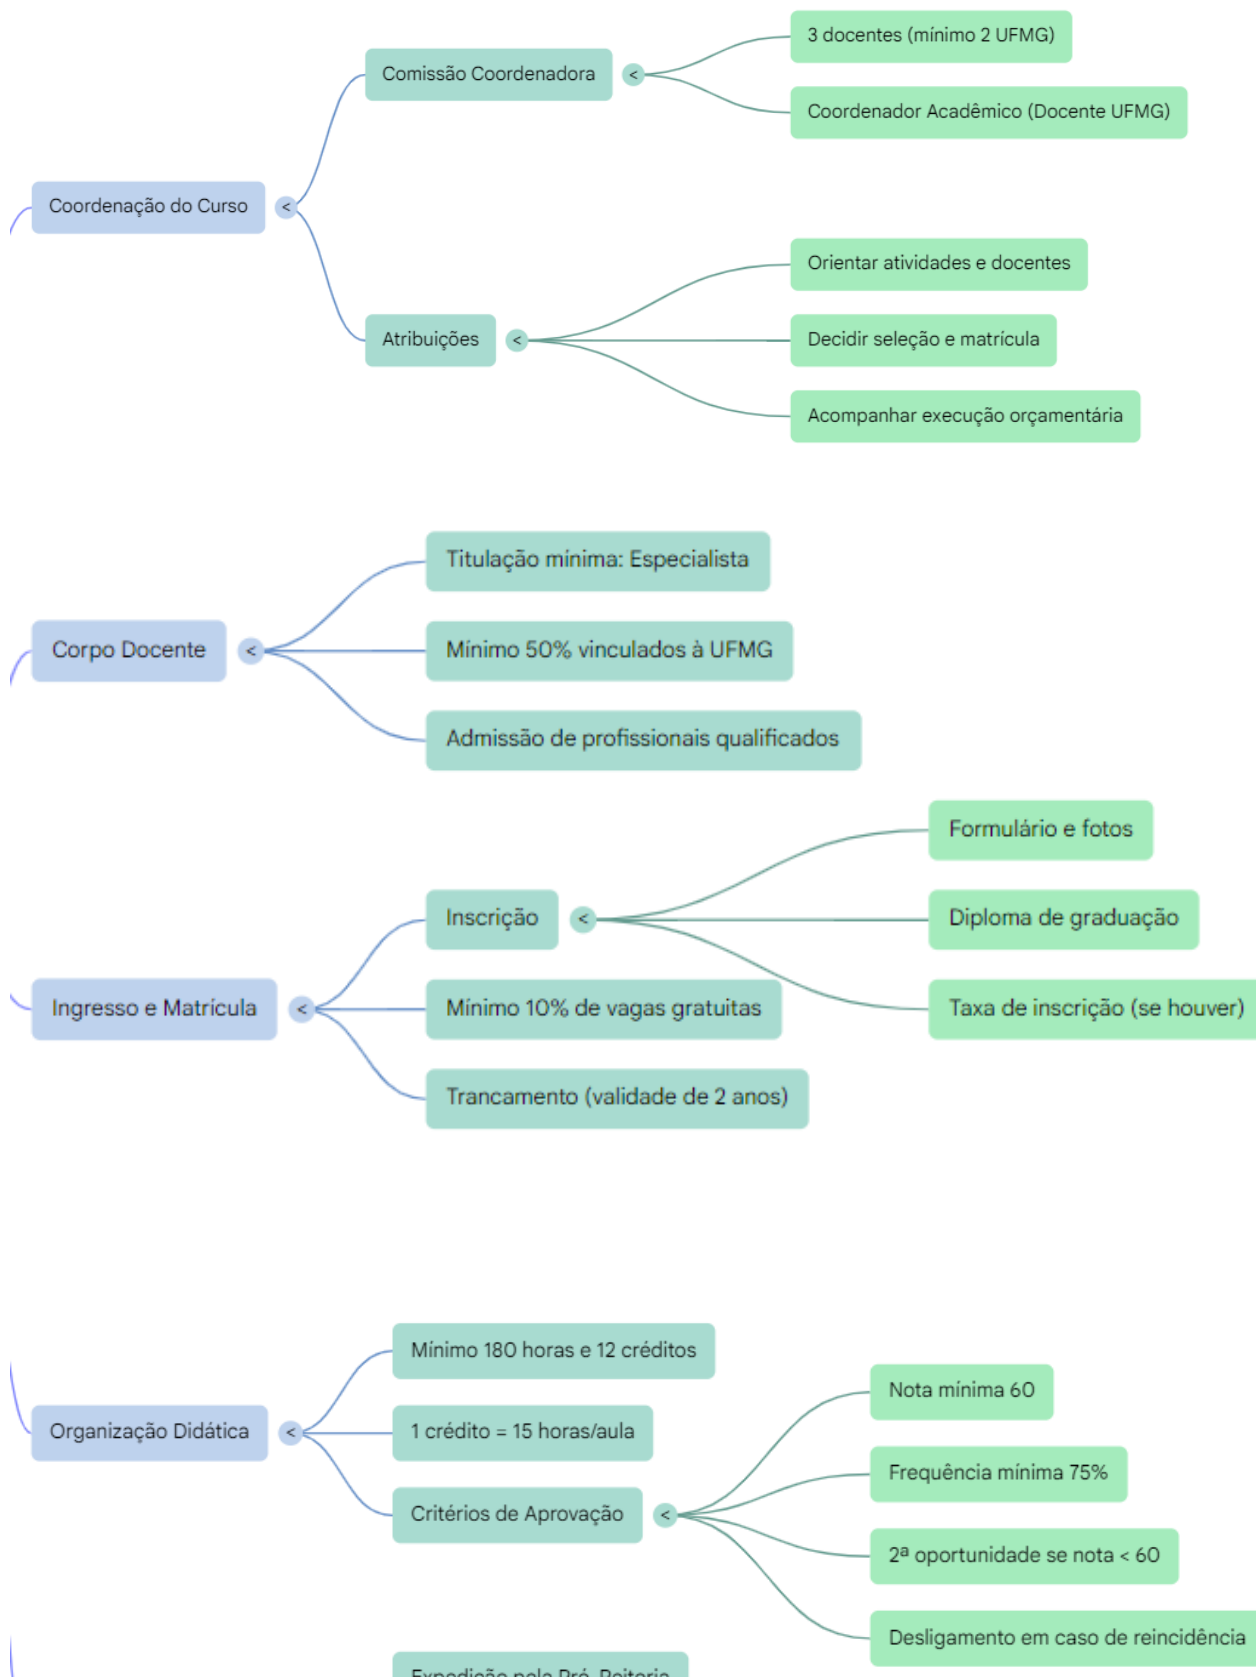 3 docentes (mínimo 2 UFMG)
Comissão Coordenadora
<
Coordenador Acadêmico (Docente UFMG)
Coordenação do Curso
<
Orientar atividades e docentes
Atribuições
<
Decidir seleção e matrícula
Acompanhar execução orçamentária
Titulação mínima: Especialista
Corpo Docente
<
Mínimo 50% vinculados à UFMG
Admissão de profissionais qualificados
Formulário e fotos
Inscrição
<
Diploma de graduação
Ingresso e Matrícula
<
Mínimo 10% de vagas gratuitas
Taxa de inscrição (se houver)
Trancamento (validade de 2 anos)
Mínimo 180 horas e 12 créditos
Nota mínima 60
Organização Didática
<
1 crédito = 15 horas/aula
Frequência mínima 75%
Critérios de Aprovação
<
2ª oportunidade se nota < 60
Desligamento em caso de reincidência
Expedição pela Pró-Reitoria